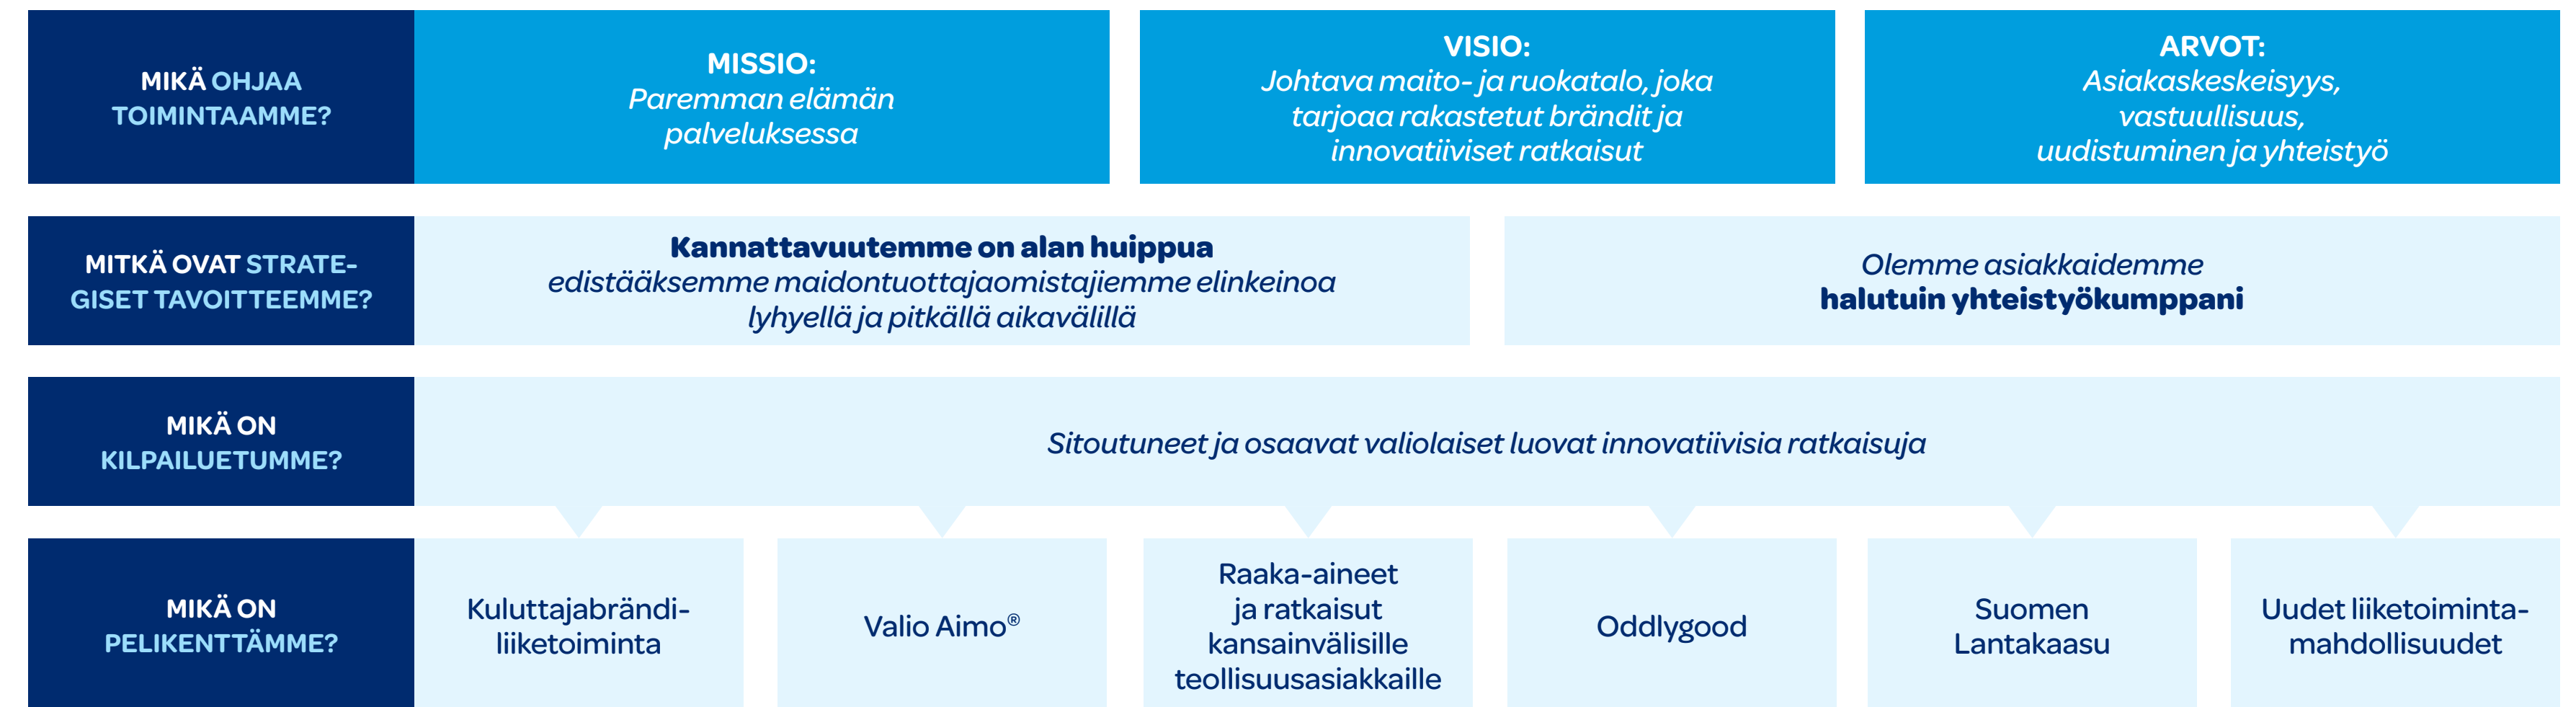 MIKÄ OHJAA
TOIMINTAAMME?
MISSIO:
Paremman elämän
palveluksessa
VISIO:
Johtava maito- ja ruokatalo, joka
tarjoaa rakastetut brändit ja
innovatiiviset ratkaisut
ARVOT:
Asiakaskeskeisyys,
vastuullisuus,
uudistuminen ja yhteistyö
MITKÄ OVAT STRATE-
GISET TAVOITTEEMME?
Kannattavuutemme on alan huippua
edistääksemme maidontuottajaomistajiemme elinkeinoa
lyhyellä ja pitkällä aikavälillä
Olemme asiakkaidemme
halutuin yhteistyökumppani
MIKÄ ON
KILPAILUETUMME?
Sitoutuneet ja osaavat valiolaiset luovat innovatiivisia ratkaisuja
MIKÄ ON
PELIKENTTÄMME?
Kuluttajabrändi-
liiketoiminta
Valio Aimo®
Raaka-aineet
ja ratkaisut
kansainvälisille
teollisuusasiakkaille
Oddlygood
Suomen
Lantakaasu
Uudet liiketoiminta-
mahdollisuudet